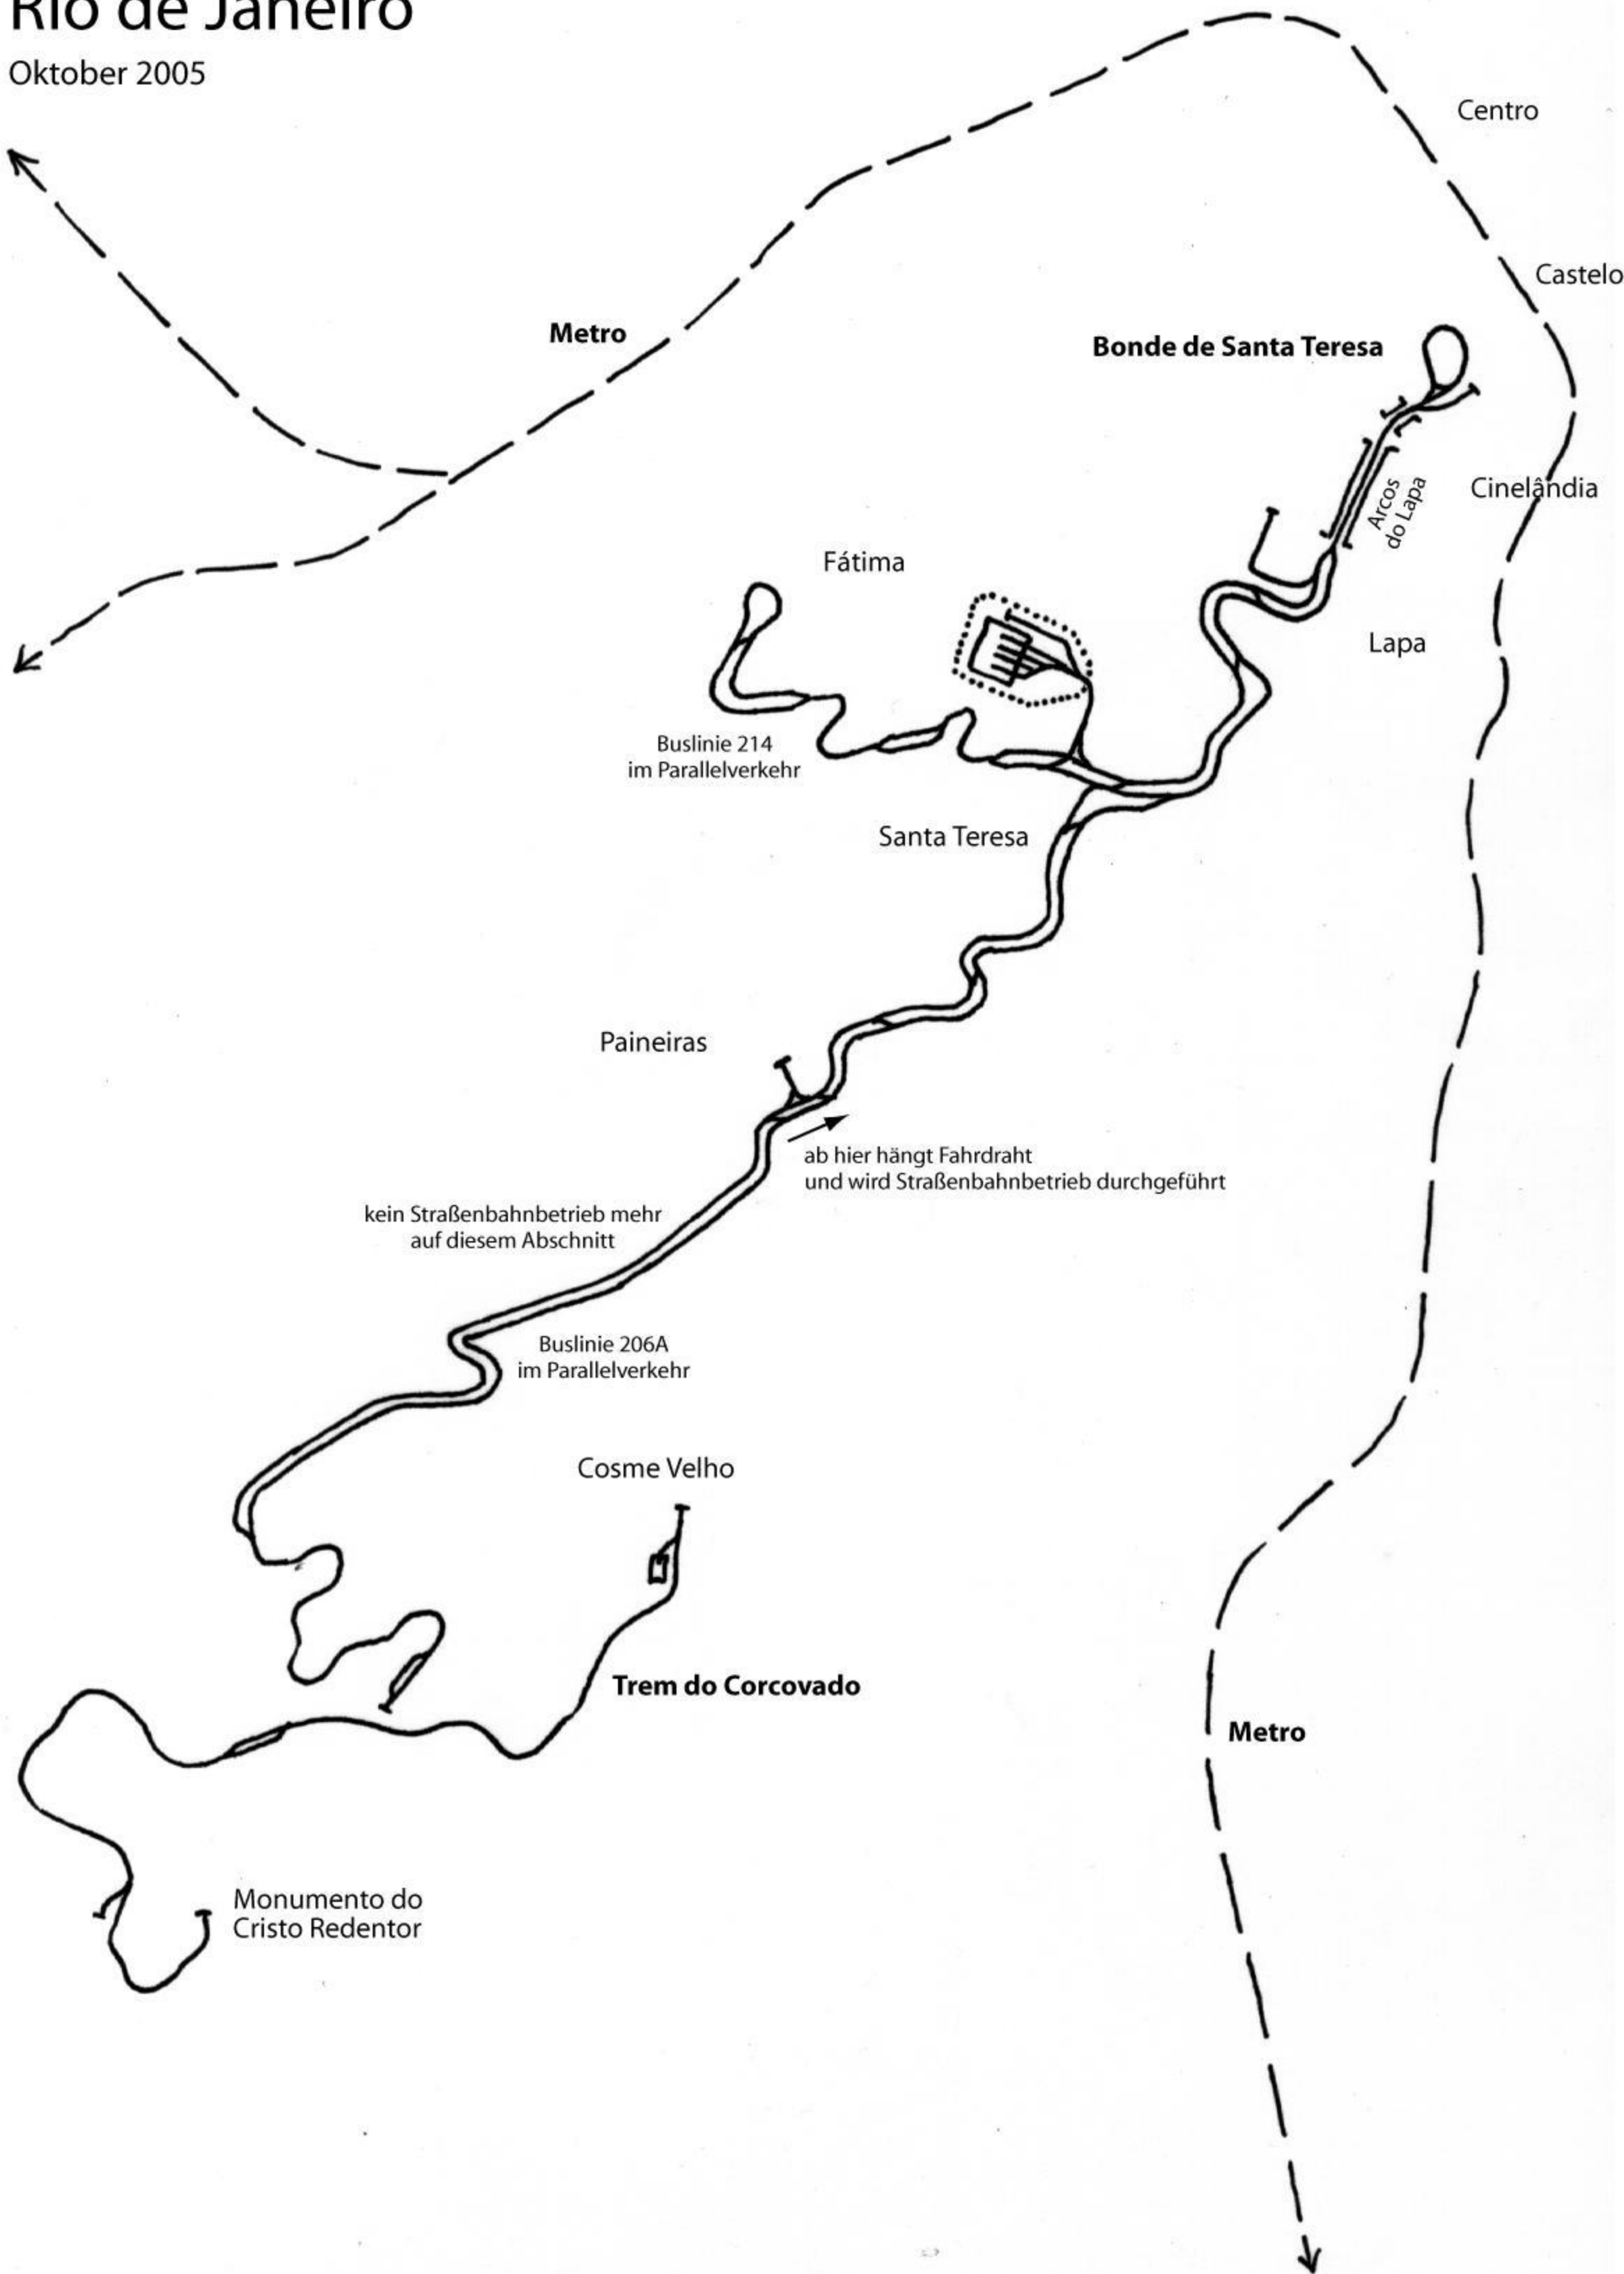 Rio de Janeiro
Oktober 2005
Centro
Castelo
Metro
Bonde de Santa Teresa
Arcos
do Lapa
Cinelândia
Fátima
Lapa
Buslinie 214
im Parallelverkehr
Santa Teresa
Paineiras
ab hier hängt Fahrdraht
und wird Straßenbahnbetrieb durchgeführt
kein Straßenbahnbetrieb mehr
auf diesem Abschnitt
Buslinie 206A
im Parallelverkehr
Cosme Velho
Trem do Corcovado
Metro
Monumento do
Cristo Redentor